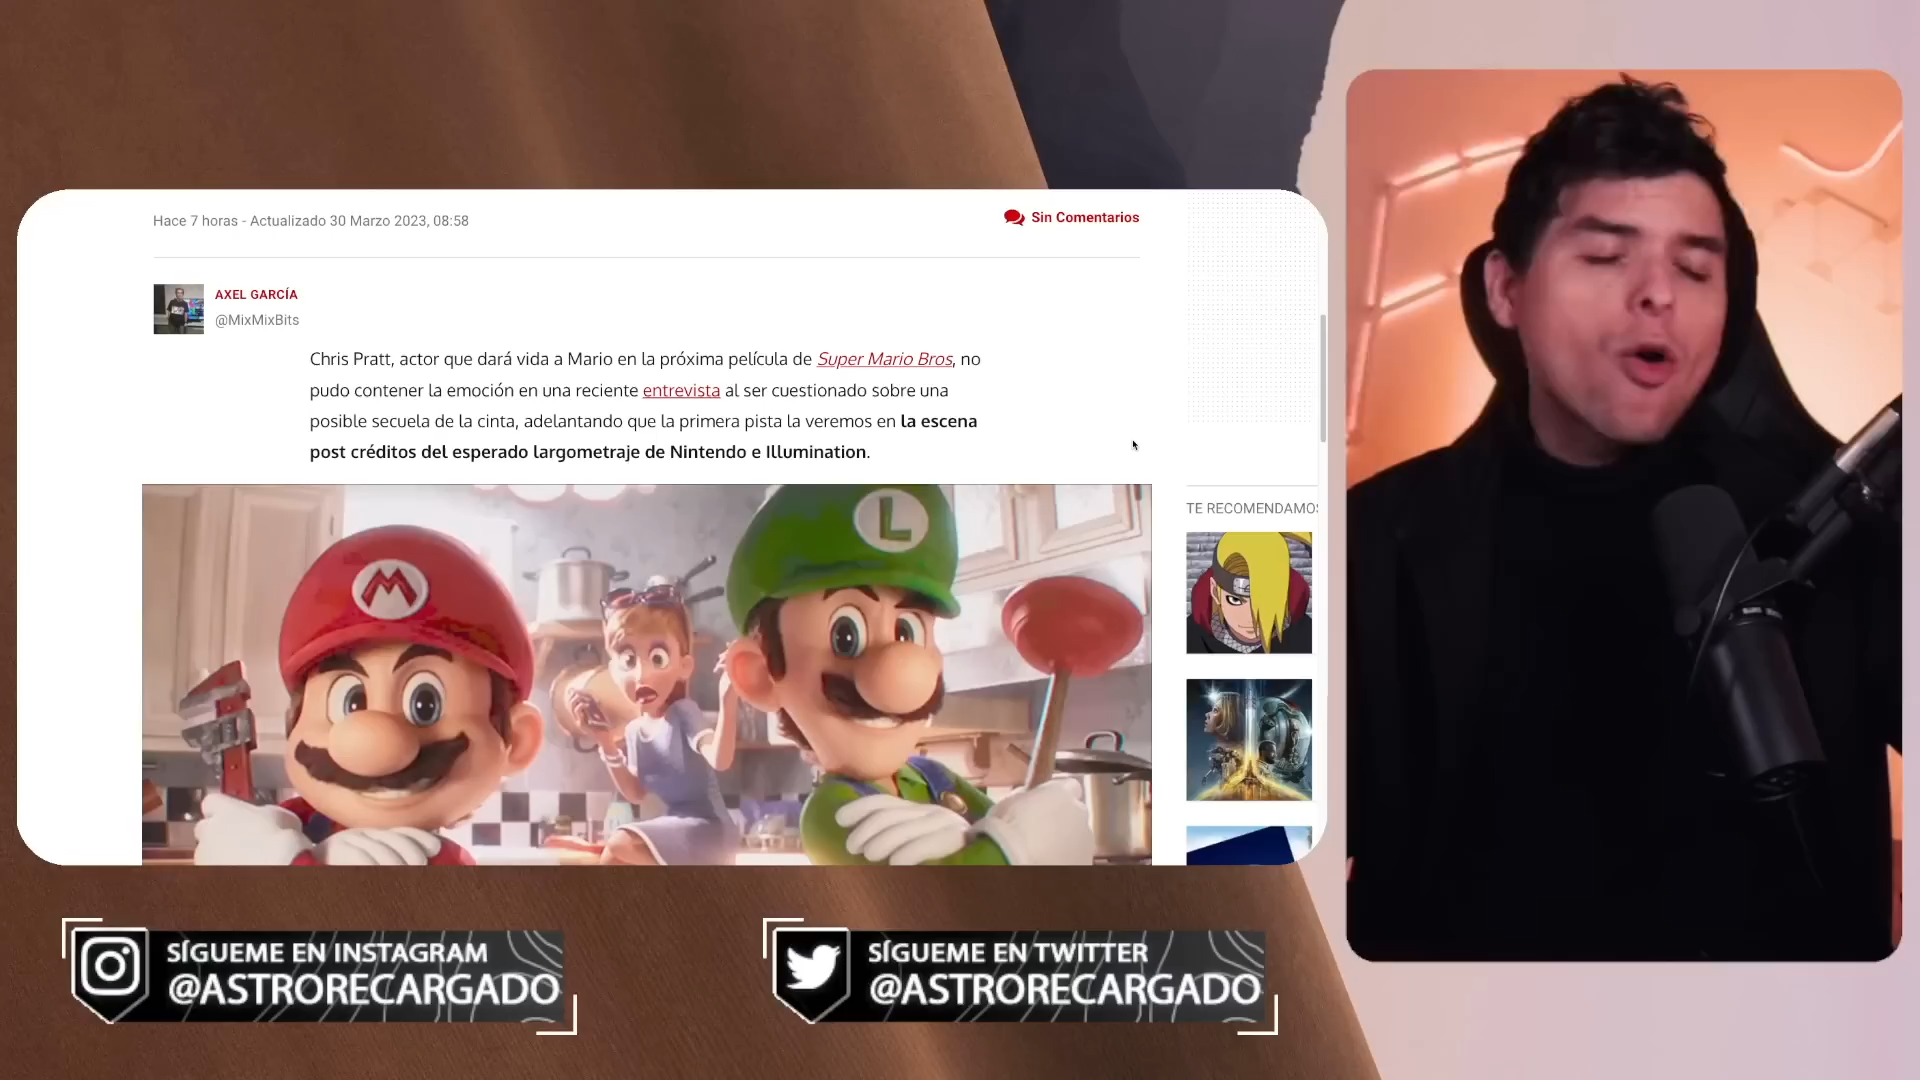 Hace 7 horas - Actualizado 30 Marzo 2023, 08:58
Sin Comentarios
AXEL GARCÍA
@MixMixBits
Chris Pratt, actor que dará vida a Mario en la próxima película de Super Mario Bros, no
pudo contener la emoción en una reciente entrevista al ser cuestionado sobre una
posible secuela de la cinta, adelantando que la primera pista la veremos en la escena
post créditos del esperado largometraje de Nintendo e Illumination.
TE RECOMENDAMOS
M
L
SÍGUEME EN INSTAGRAM
@ASTRORECARGADO
SÍGUEME EN TWITTER
@ASTRORECARGADO